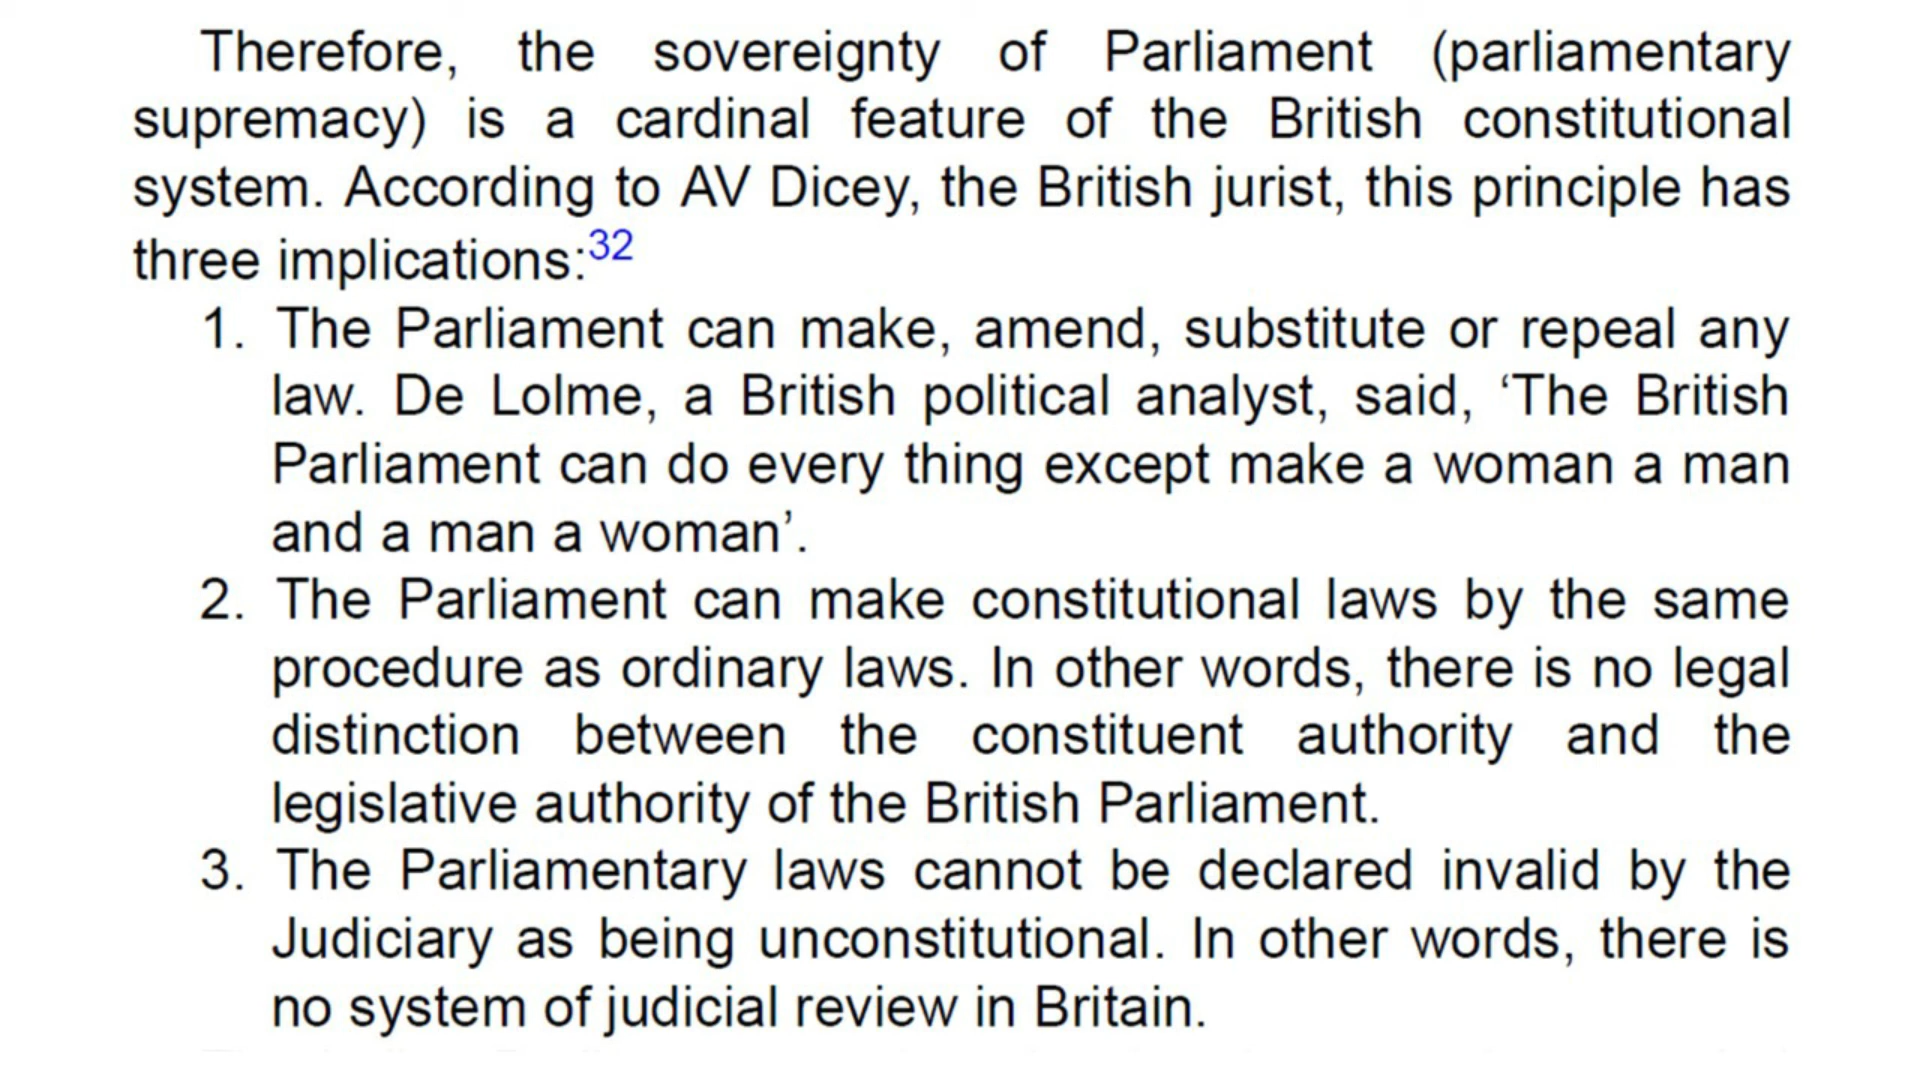 Therefore, the sovereignty of Parliament (parliamentary
supremacy) is a cardinal feature of the British constitutional
system. According to AV Dicey, the British jurist, this principle has
three implications:32
1. The Parliament can make, amend, substitute or repeal any
law. De Lolme, a British political analyst, said, ‘The British
Parliament can do every thing except make a woman a man
and a man a woman’.
2. The Parliament can make constitutional laws by the same
procedure as ordinary laws. In other words, there is no legal
distinction between the constituent authority and the
legislative authority of the British Parliament.
3. The Parliamentary laws cannot be declared invalid by the
Judiciary as being unconstitutional. In other words, there is
no system of judicial review in Britain.